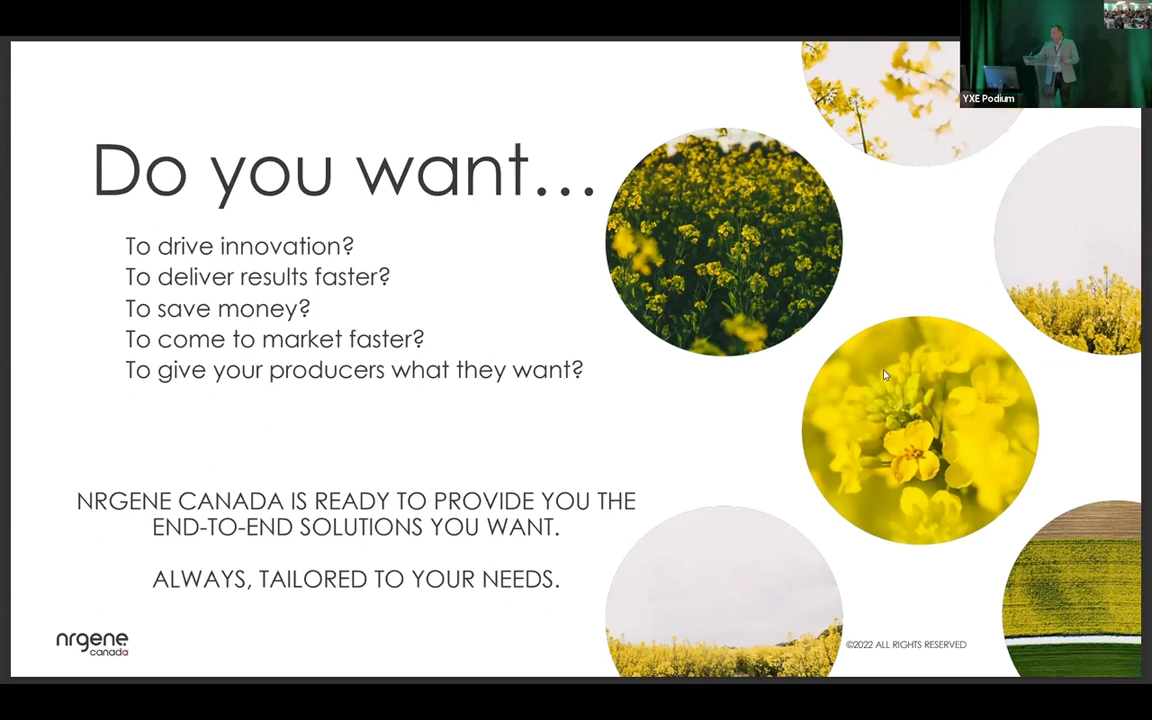 YXE Podium
Do you want...
To drive innovation?
To deliver results faster?
To save money?
To come to market faster?
To give your producers what they want?
NRGENE CANADA IS READY TO PROVIDE YOU THE
END-TO-END SOLUTIONS YOU WANT.
ALWAYS, TAILORED TO YOUR NEEDS.
nrgene
canada
©2022 ALL RIGHTS RESERVED